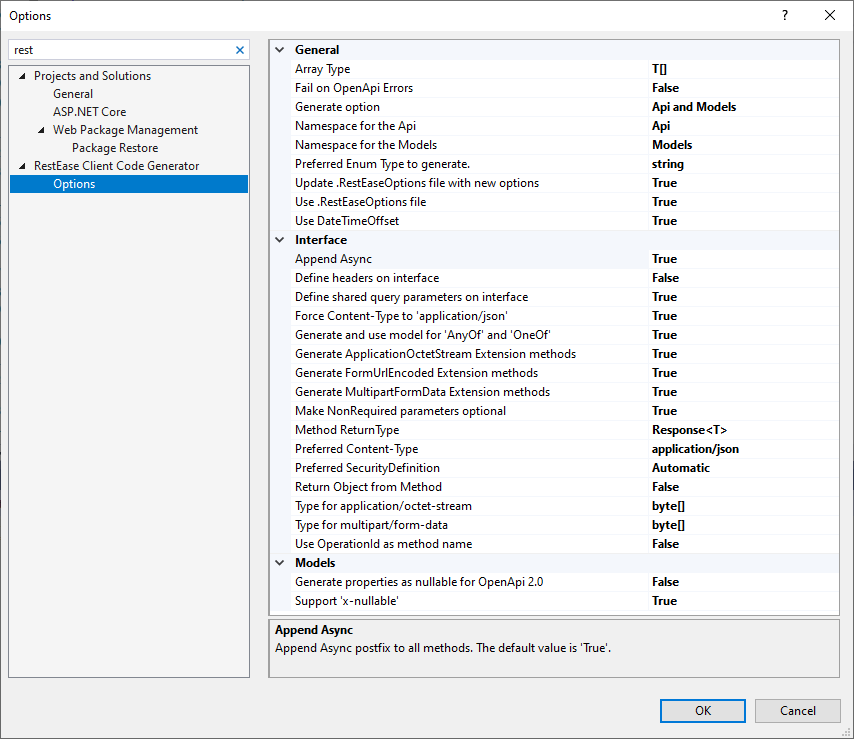 Options
?
rest
Projects and Solutions
General
ASP.NET Core
Web Package Management
Package Restore
RestEase Client Code Generator
Options
General
Array Type T[]
Fail on OpenApi Errors False
Generate option Api and Models
Namespace for the Api Api
Namespace for the Models Models
Preferred Enum Type to generate. string
Update .RestEaseOptions file with new options True
Use .RestEaseOptions file True
Use DateTimeOffset True
Interface
Append Async True
Define headers on interface False
Define shared query parameters on interface True
Force Content-Type to 'application/json' True
Generate and use model for 'AnyOf' and 'OneOf' True
Generate ApplicationOctetStream Extension methods True
Generate FormUrlEncoded Extension methods True
Generate MultipartFormData Extension methods True
Make NonRequired parameters optional True
Method ReturnType Response<T>
Preferred Content-Type application/json
Preferred SecurityDefinition Automatic
Return Object from Method False
Type for application/octet-stream byte[]
Type for multipart/form-data byte[]
Use OperationId as method name False
Models
Generate properties as nullable for OpenApi 2.0 False
Support 'x-nullable' True
Append Async
Append Async postfix to all methods. The default value is 'True'.
OK
Cancel